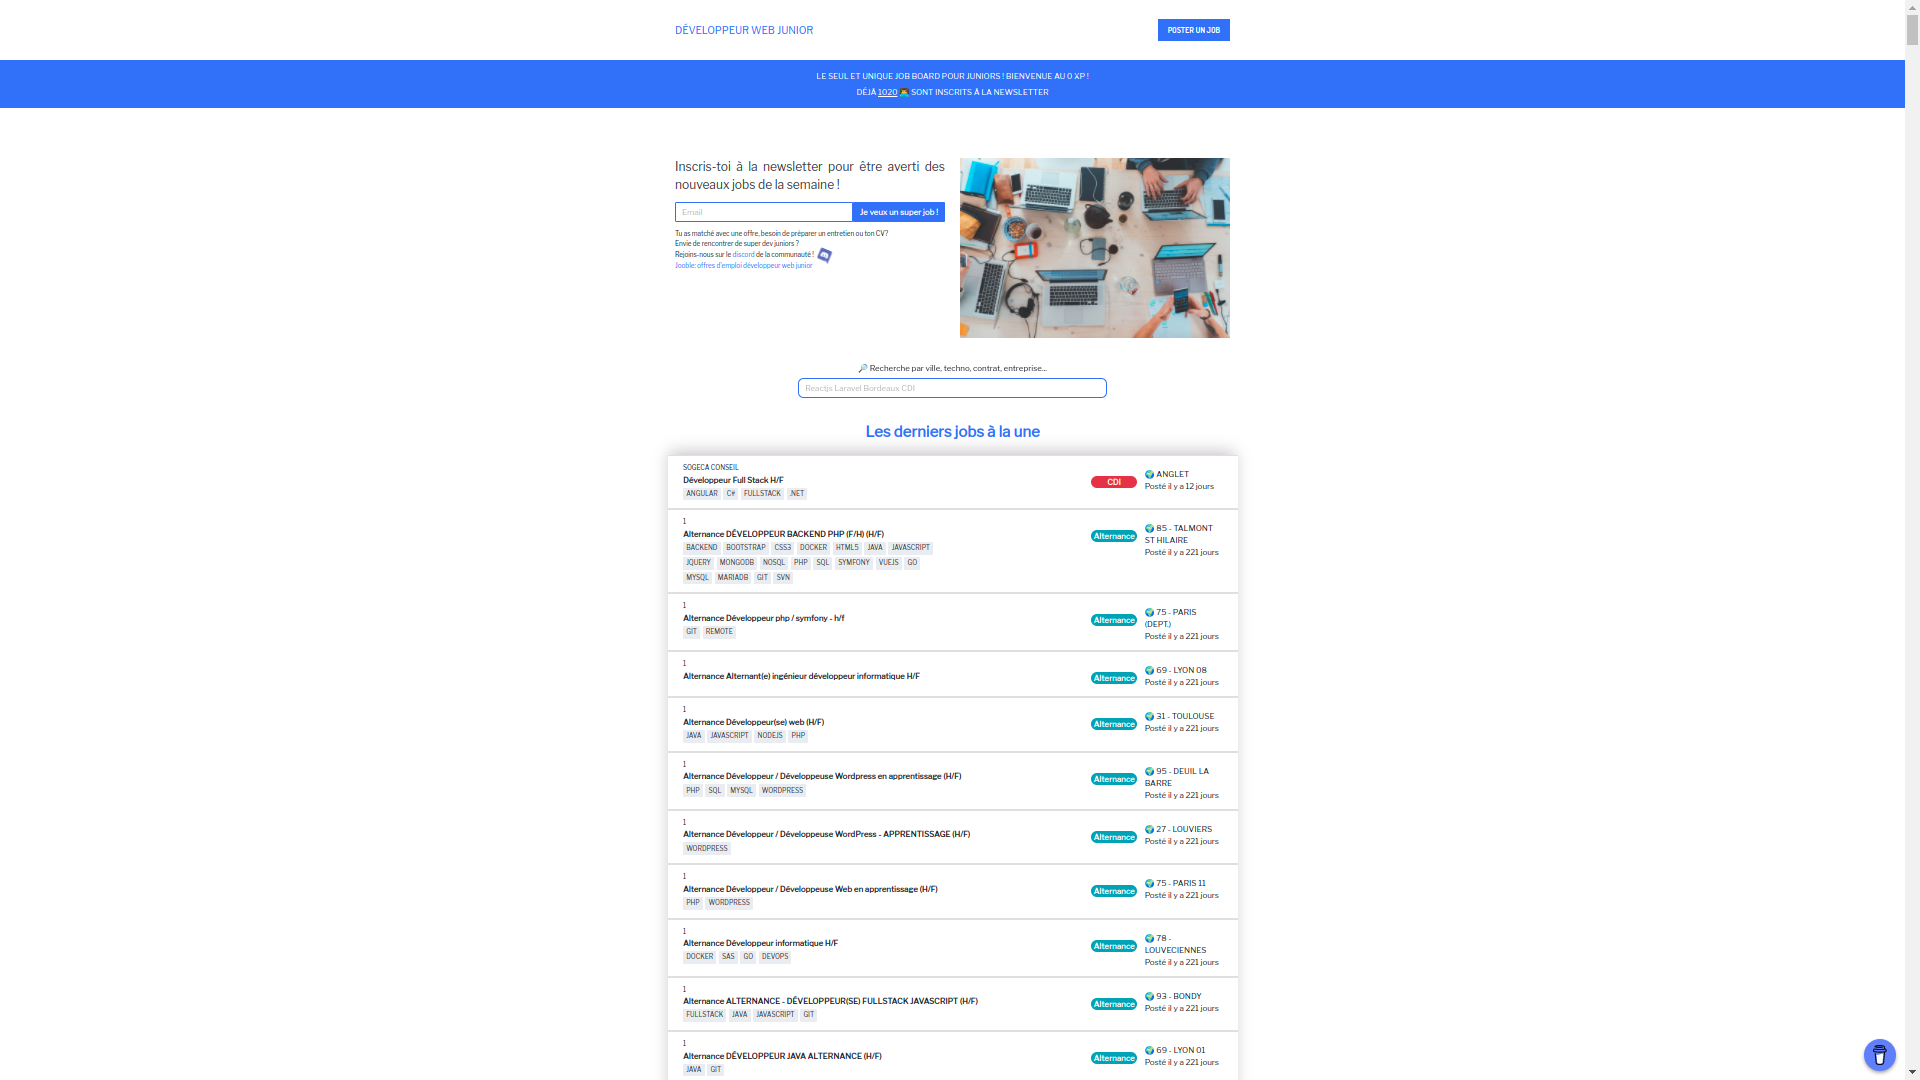 DÉVELOPPEUR WEB JUNIOR
POSTER UN JOB
LE SEUL ET UNIQUE JOB BOARD POUR JUNIORS ! BIENVENUE AU 0 XP !
DÉJÀ 1020 👨‍💻 SONT INSCRITS À LA NEWSLETTER
Inscris-toi à la newsletter pour être averti des
nouveaux jobs de la semaine !
Email
Je veux un super job !
Tu as matché avec une offre, besoin de préparer un entretien ou ton CV?
Envie de rencontrer de super dev juniors ?
Rejoins-nous sur le discord de la communauté !
Jooble: offres d'emploi développeur web junior
🔎 Recherche par ville, techno, contrat, entreprise...
Reactjs Laravel Bordeaux CDI
Les derniers jobs à la une
SOGECA CONSEIL
Développeur Full Stack H/F
ANGULAR C# FULLSTACK .NET
CDI
🌍 ANGLET
Posté il y a 12 jours
1
Alternance DÉVELOPPEUR BACKEND PHP (F/H) (H/F)
BACKEND BOOTSTRAP CSS3 DOCKER HTML5 JAVA JAVASCRIPT
JQUERY MONGODB NOSQL PHP SQL SYMFONY VUEJS GO
MYSQL MARIADB GIT SVN
Alternance
🌍 85 - TALMONT
ST HILAIRE
Posté il y a 221 jours
1
Alternance Développeur php / symfony - h/f
GIT REMOTE
Alternance
🌍 75 - PARIS
(DEPT.)
Posté il y a 221 jours
1
Alternance Alternant(e) ingénieur développeur informatique H/F
Alternance
🌍 69 - LYON 08
Posté il y a 221 jours
1
Alternance Développeur(se) web (H/F)
JAVA JAVASCRIPT NODEJS PHP
Alternance
🌍 31 - TOULOUSE
Posté il y a 221 jours
1
Alternance Développeur / Développeuse Wordpress en apprentissage (H/F)
PHP SQL MYSQL WORDPRESS
Alternance
🌍 95 - DEUIL LA
BARRE
Posté il y a 221 jours
1
Alternance Développeur / Développeuse WordPress - APPRENTISSAGE (H/F)
WORDPRESS
Alternance
🌍 27 - LOUVIERS
Posté il y a 221 jours
1
Alternance Développeur / Développeuse Web en apprentissage (H/F)
PHP WORDPRESS
Alternance
🌍 75 - PARIS 11
Posté il y a 221 jours
1
Alternance Développeur informatique H/F
DOCKER SAS GO DEVOPS
Alternance
🌍 78 -
LOUVECIENNES
Posté il y a 221 jours
1
Alternance ALTERNANCE - DÉVELOPPEUR(SE) FULLSTACK JAVASCRIPT (H/F)
FULLSTACK JAVA JAVASCRIPT GIT
Alternance
🌍 93 - BONDY
Posté il y a 221 jours
1
Alternance DÉVELOPPEUR JAVA ALTERNANCE (H/F)
JAVA GIT
Alternance
🌍 69 - LYON 01
Posté il y a 221 jours